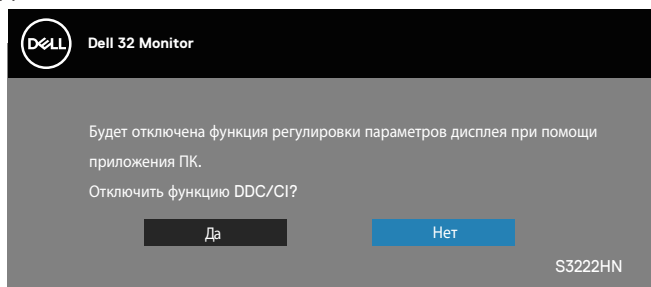 DELL
Dell 32 Monitor
Будет отключена функция регулировки параметров дисплея при помощи
приложения ПК.
Отключить функцию DDC/CI?
Да
Нет
S3222HN